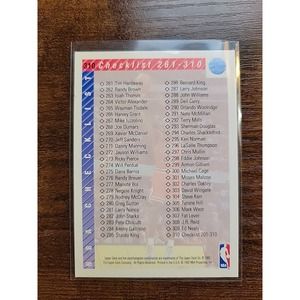 310 Checklist 261-310
NBA CHECKLIST
261 Tim Hardaway
262 Randy Brown
263 Isiah Thomas
264 Victor Alexander
265 Wayman Tisdale
266 Harvey Grant
267 Mike Iuzzolino
268 Joe Dumars
269 Xavier McDaniel
270 Jeff Sanders
271 Danny Manning
272 Jayson Williams
273 Ricky Pierce
274 Will Perdue
275 Dana Barros
276 Randy Breuer
277 Manute Bol
278 Negele Knight
279 Rodney McCray
280 Greg Sutton
281 Larry Nance
282 John Starks
283 Pete Chilcutt
284 Jeff Hornacek
285 Stacey King
286 Bernard King
287 Larry Johnson
288 John Williams
289 Dell Curry
290 Orlando Woolridge
291 Nate McMillan
292 Terry Mills
293 Sherman Douglas
294 Charles Shackleford
295 Ken Norman
296 LaSalle Thompson
297 Chris Mullin
298 Eddie Johnson
299 Armon Gilliam
300 Michael Cage
301 Moses Malone
302 Charles Oakley
303 David Wingate
304 Steve Kerr
305 Tyrone Hill
306 Mark West
307 Fat Lever
308 J.R. Reid
309 Ed Nealy
310 Checklist